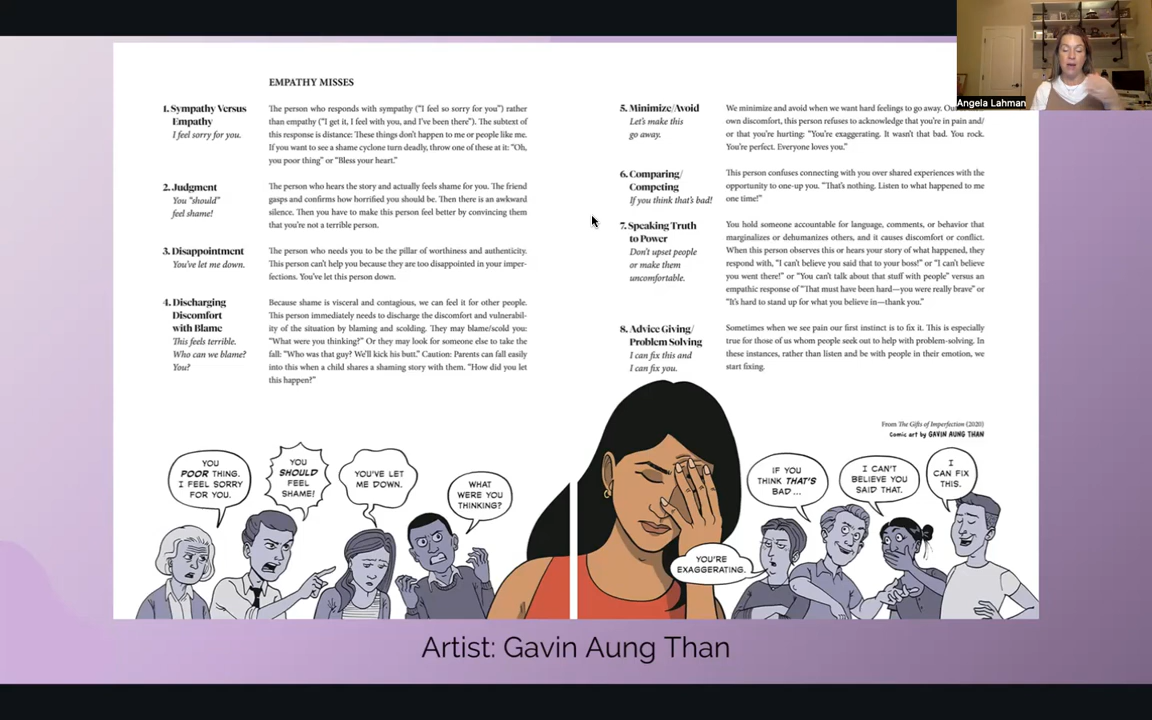 EMPATHY MISSES
1. Sympathy Versus
Empathy
I feel sorry for you.
The person who responds with sympathy ("I feel so sorry for you") rather
than empathy ("I get it, I feel with you, and I've been there"). The subtext of
this response is distance: These things don't happen to me or people like me.
If you want to see a shame cyclone turn deadly, throw one of these at it: "Oh,
you poor thing" or "Bless your heart."
2. Judgment
You "should"
feel shame!
The person who hears the story and actually feels shame for you. The friend
gasps and confirms how horrified you should be. Then there is an awkward
silence. Then you have to make this person feel better by convincing them
that you're not a terrible person.
3. Disappointment
You've let me down.
The person who needs you to be the pillar of worthiness and authenticity.
This person can't help you because they are too disappointed in your imper-
fections. You've let this person down.
4. Discharging
Discomfort
with Blame
This feels terrible.
Who can we blame?
You?
Because shame is visceral and contagious, we can feel it for other people.
This person immediately needs to discharge the discomfort and vulnerabil-
ity of the situation by blaming and scolding. They may blame/scold you:
"What were you thinking?" Or they may look for someone else to take the
fall: "Who was that guy? We'll kick his butt." Caution: Parents can fall easily
into this when a child shares a shaming story with them. "How did you let
this happen?"
5. Minimize/Avoid
Let's make this
go away.
We minimize and avoid when we want hard feelings to go away. Ou
own discomfort, this person refuses to acknowledge that you're in pain and/
or that you're hurting: "You're exaggerating. It wasn't that bad. You rock.
You're perfect. Everyone loves you."
6. Comparing/
Competing
If you think that's bad!
This person confuses connecting with you over shared experiences with the
opportunity to one-up you. "That's nothing. Listen to what happened to me
one time!"
7. Speaking Truth
to Power
Don't upset people
or make them
uncomfortable.
You hold someone accountable for language, comments, or behavior that
marginalizes or dehumanizes others, and it causes discomfort or conflict.
When this person observes this or hears your story of what happened, they
respond with, "I can't believe you said that to your boss!" or "I can't believe
you went there!" or "You can't talk about that stuff with people" versus an
empathic response of "That must have been hard—you were really brave" or
"It's hard to stand up for what you believe in—thank you."
8. Advice Giving/
Problem Solving
I can fix this and
I can fix you.
Sometimes when we see pain our first instinct is to fix it. This is especially
true for those of us whom people seek out to help with problem-solving. In
these instances, rather than listen and be with people in their emotion, we
start fixing.
From The Gifts of Imperfection (2020)
Comic art by GAVIN AUNG THAN
YOU
POOR THING.
I FEEL SORRY
FOR YOU.
YOU
SHOULD
FEEL
SHAME!
YOU'VE LET
ME DOWN.
WHAT
WERE YOU
THINKING?
YOU'RE
EXAGGERATING.
IF YOU
THINK THAT'S
BAD ...
I CAN'T
BELIEVE YOU
SAID THAT.
I
CAN FIX
THIS.
Artist: Gavin Aung Than
Angela Lahman